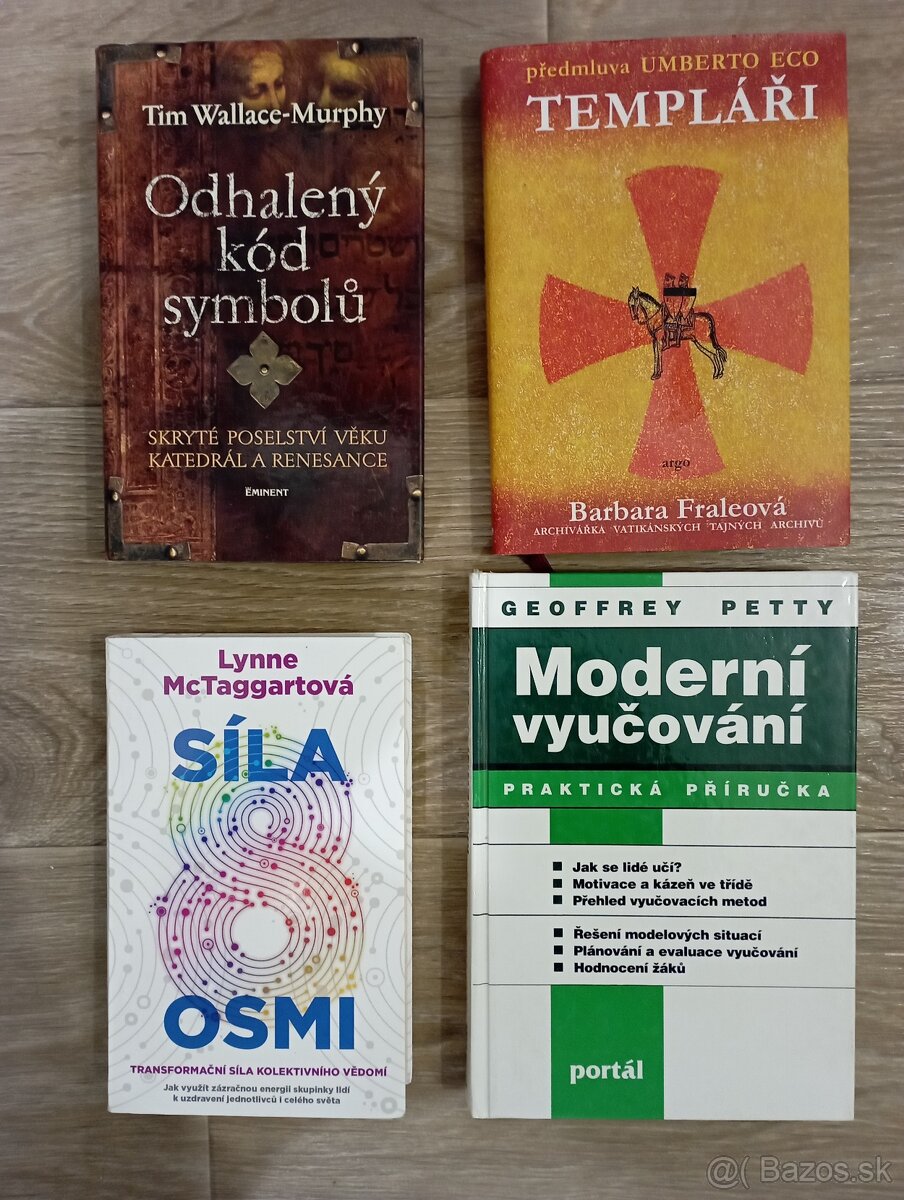 Tim Wallace-Murphy
Odhalený
kód
symbolů
SKRYTÉ POSELSTVÍ VĚKU
KATEDRÁL A RENESANCE
EMINENT
předmluva UMBERTO ECO
TEMPLÁŘI
argo
Barbara Fraleová
ARCHIVÁŘKA VATIKÁNSKÝCH TAJNÝCH ARCHIVŮ
Lynne
McTaggartová
SÍLA
8
OSMI
TRANSFORMAČNÍ SÍLA KOLEKTIVNÍHO VĚDOMÍ
Jak využít zázračnou energii skupinky lidí
k uzdravení jednotlivců i celého světa
GEOFFREY PETTY
Moderní
vyučování
PRAKTICKÁ PŘÍRUČKA
Jak se lidé učí?
Motivace a kázeň ve třídě
Přehled vyučovacích metod
Řešení modelových situací
Plánování a evaluace vyučování
Hodnocení žáků
portál
@( Bazos.sk